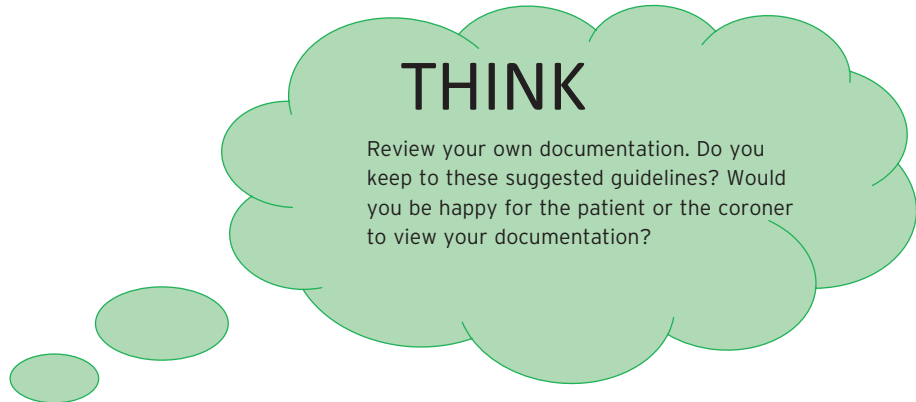 THINK
Review your own documentation. Do you
keep to these suggested guidelines? Would
you be happy for the patient or the coroner
to view your documentation?